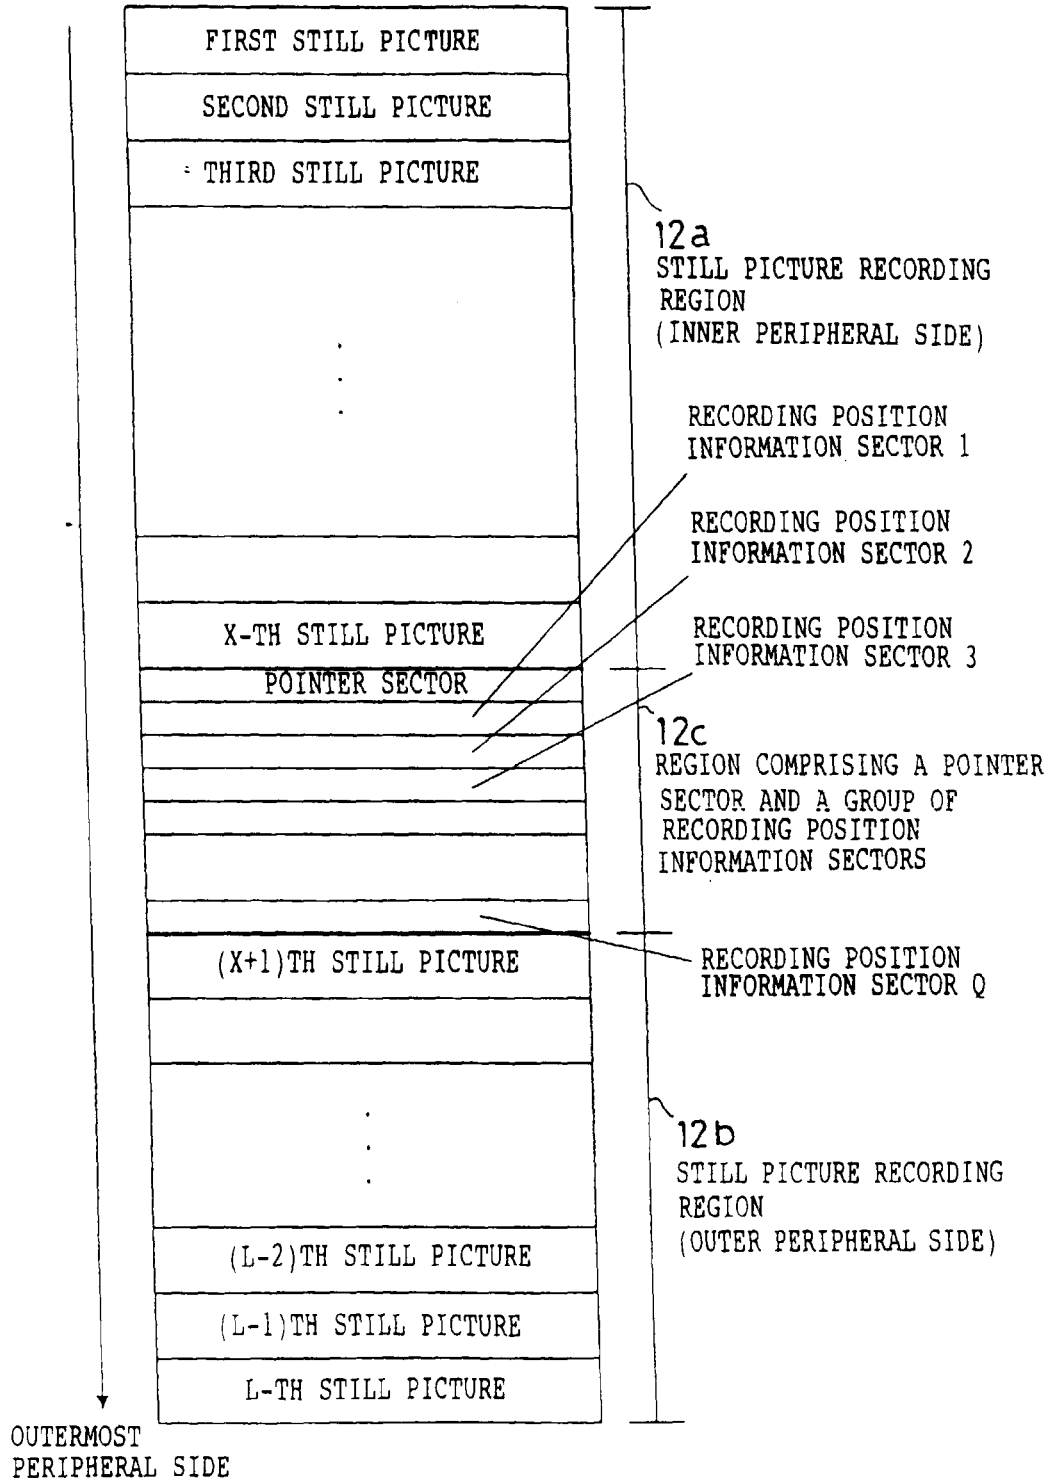 FIRST STILL PICTURE
SECOND STILL PICTURE
THIRD STILL PICTURE
12a
STILL PICTURE RECORDING
REGION
(INNER PERIPHERAL SIDE)
RECORDING POSITION
INFORMATION SECTOR 1
RECORDING POSITION
INFORMATION SECTOR 2
X-TH STILL PICTURE
RECORDING POSITION
INFORMATION SECTOR 3
POINTER SECTOR
12c
REGION COMPRISING A POINTER
SECTOR AND A GROUP OF
RECORDING POSITION
INFORMATION SECTORS
(X+1)TH STILL PICTURE
RECORDING POSITION
INFORMATION SECTOR Q
12b
STILL PICTURE RECORDING
REGION
(OUTER PERIPHERAL SIDE)
(L-2)TH STILL PICTURE
(L-1)TH STILL PICTURE
L-TH STILL PICTURE
OUTERMOST
PERIPHERAL SIDE